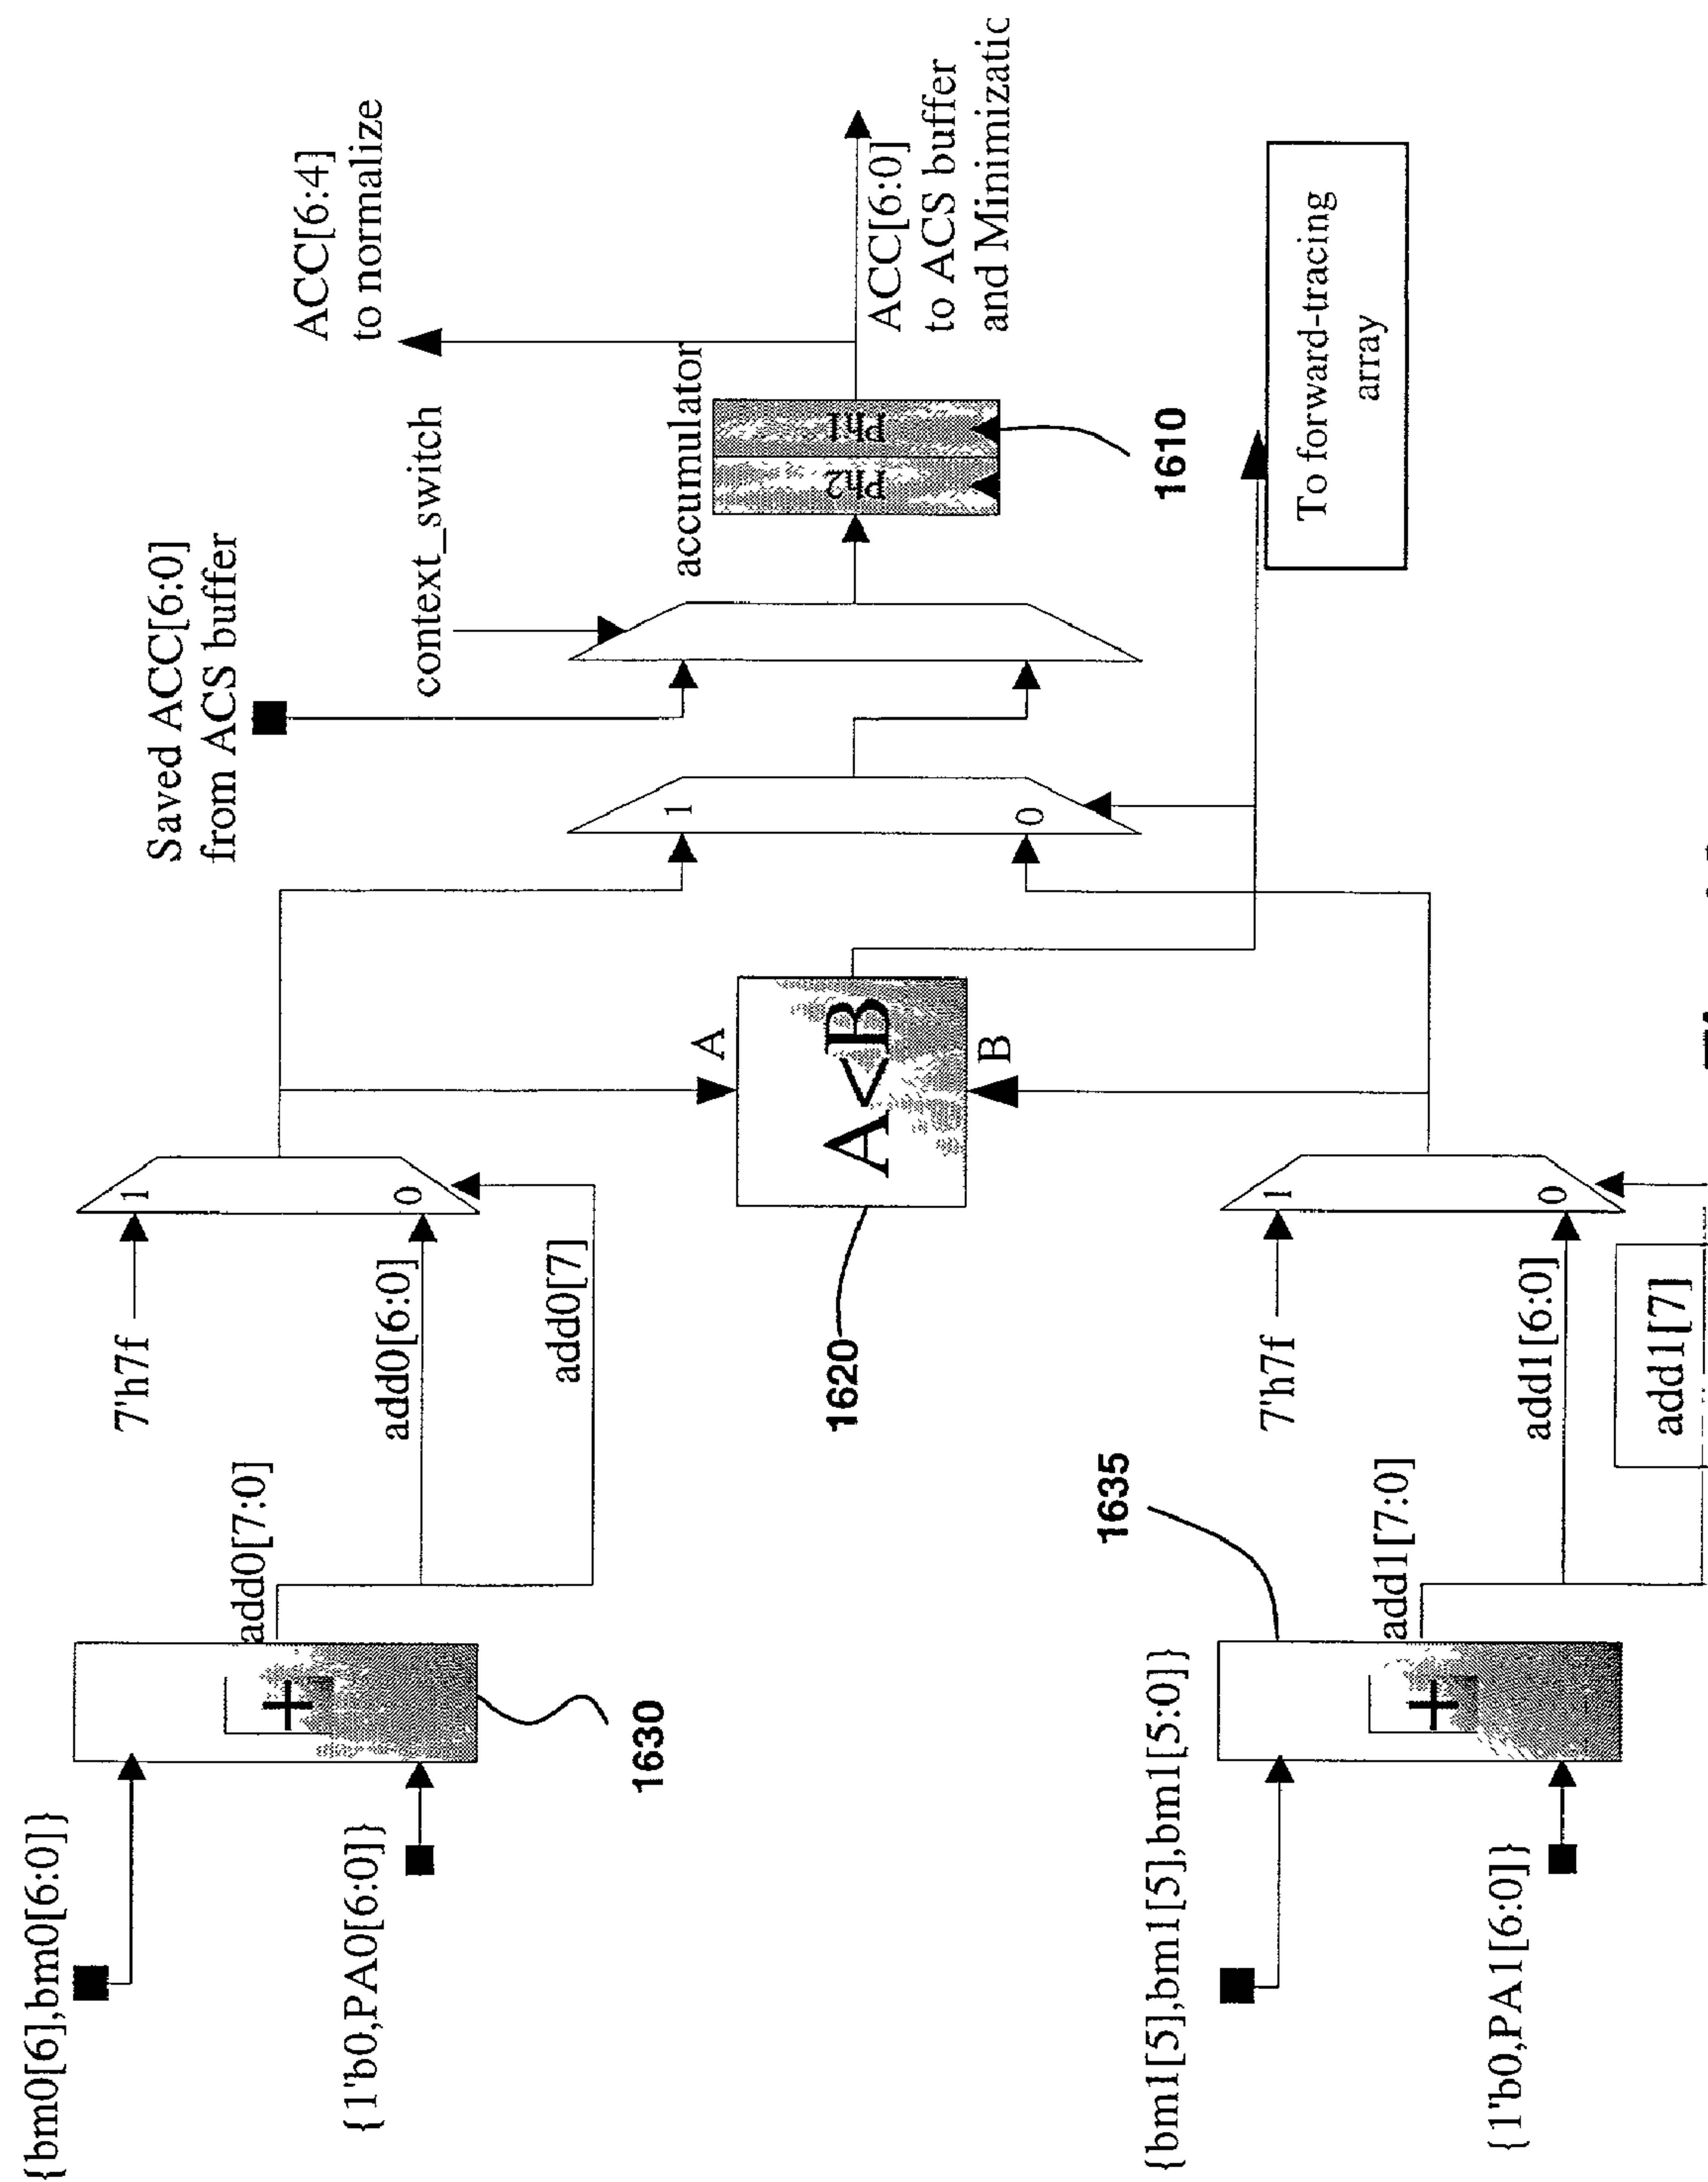 {bm0[6],bm0[6:0]}
{1'b0,PA0[6:0]}
+
1630
add0[7:0]
7'h7f
add0[6:0]
add0[7]
1
0
Saved ACC[6:0]
from ACS buffer
context_switch
ACC[6:4]
to normalize
accumulator
Ph2
Ph1
ACC[6:0]
to ACS buffer
and Minimizatic
1610
1
0
A
A<B
B
1620
To forward-tracing
array
{bm1[5],bm1[5],bm1[5:0]}
{1'b0,PA1[6:0]}
+
1635
add1[7:0]
7'h7f
add1[6:0]
add1[7]
1
0